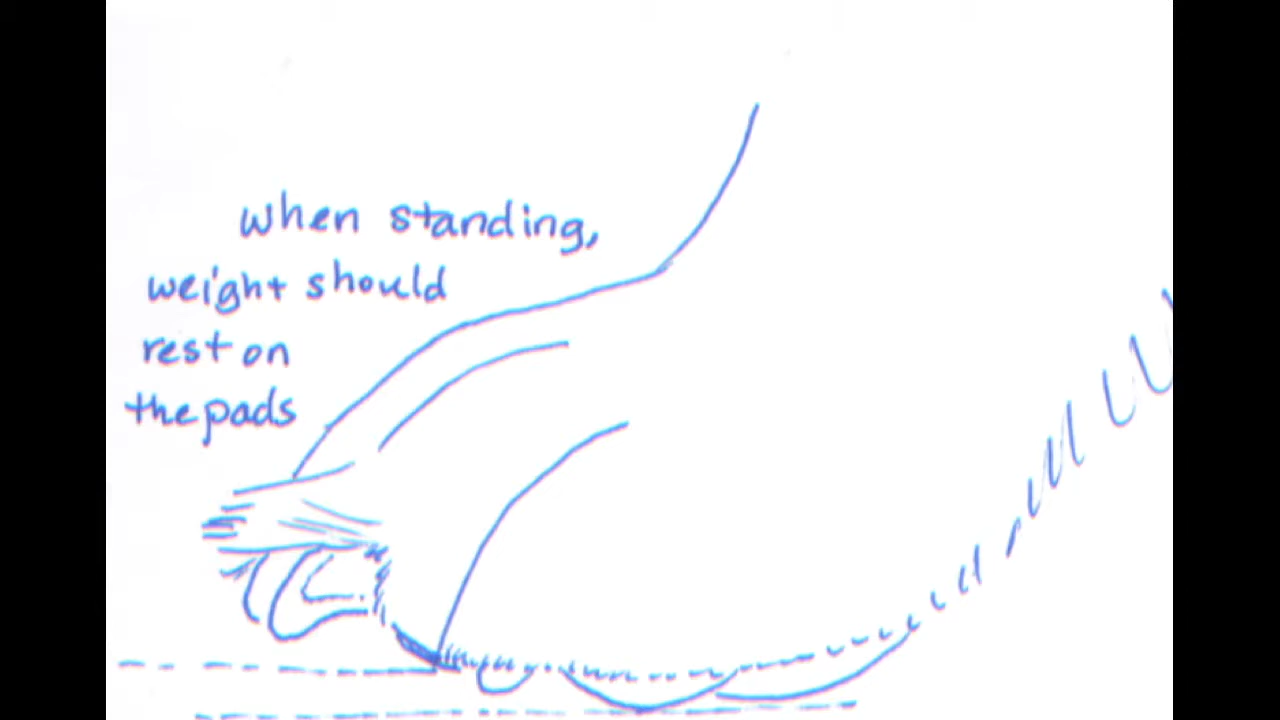 when standing,
weight should
rest on
the pads